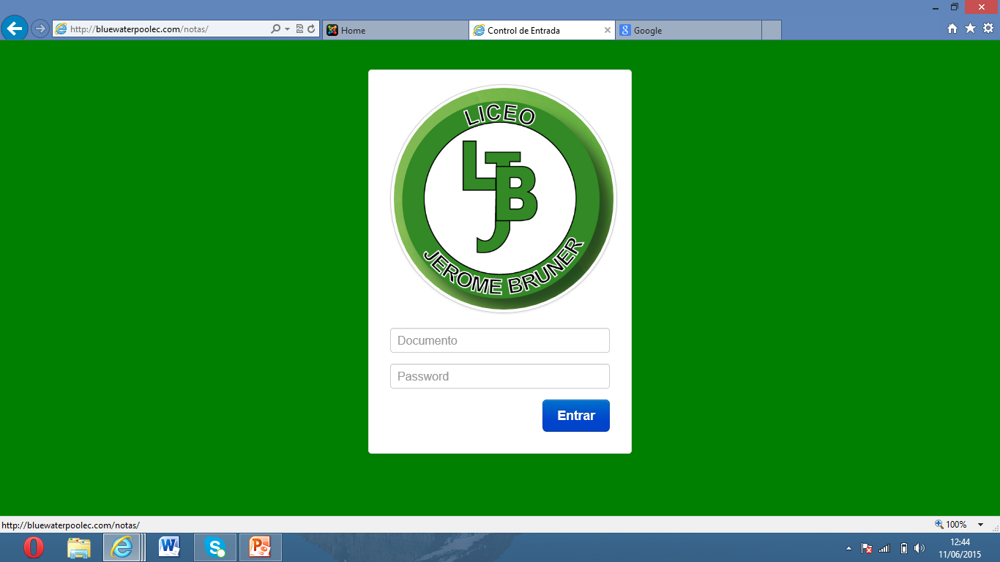 http://bluewaterpoolec.com/notas/
Home
Control de Entrada
Google
LICEO
LJB
JEROME BRUNER
Documento
Password
Entrar
http://bluewaterpoolec.com/notas/
100%
12:44
11/06/2015